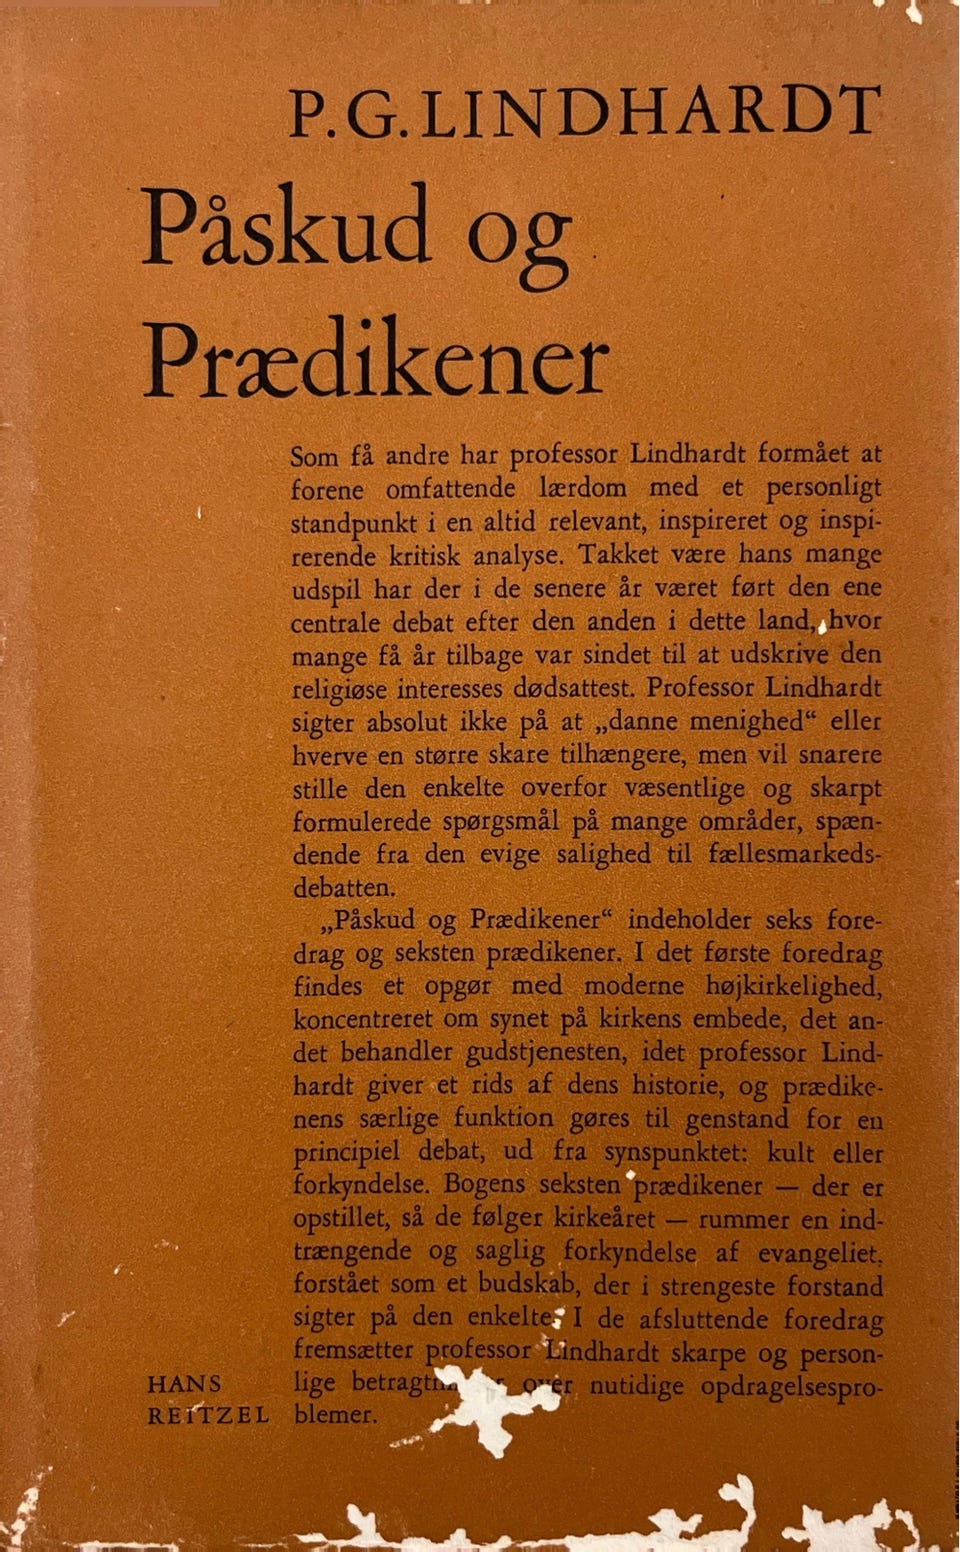 P. G. LINDHARDT
Påskud og
Prædikener
Som få andre har professor Lindhardt formået at
forene omfattende lærdom med et personligt
standpunkt i en altid relevant, inspireret og inspi-
rerende kritisk analyse. Takket være hans mange
udspil har der i de senere år været ført den ene
centrale debat efter den anden i dette land, hvor
mange få år tilbage var sindet til at udskrive den
religiøse interesses dødsattest. Professor Lindhardt
sigter absolut ikke på at „danne menighed“ eller
hverve en større skare tilhængere, men vil snarere
stille den enkelte overfor væsentlige og skarpt
formulerede spørgsmål på mange områder, spæn-
dende fra den evige salighed til fællesmarkeds-
debatten.
„Påskud og Prædikener“ indeholder seks fore-
drag og seksten prædikener. I det første foredrag
findes et opgør med moderne højkirkelighed,
koncentreret om synet på kirkens embede, det an-
det behandler gudstjenesten, idet professor Lind-
hardt giver et rids af dens historie, og prædike-
nens særlige funktion gøres til genstand for en
principiel debat, ud fra synspunktet: kult eller
forkyndelse. Bogens seksten prædikener — der er
opstillet, så de følger kirkeåret — rummer en ind-
trængende og saglig forkyndelse af evangeliet,
forstået som et budskab, der i strengeste forstand
sigter på den enkelte. I de afsluttende foredrag
fremsætter professor Lindhardt skarpe og person-
lige over nutidige opdragelsespro-
blemer.
HANS
REITZEL